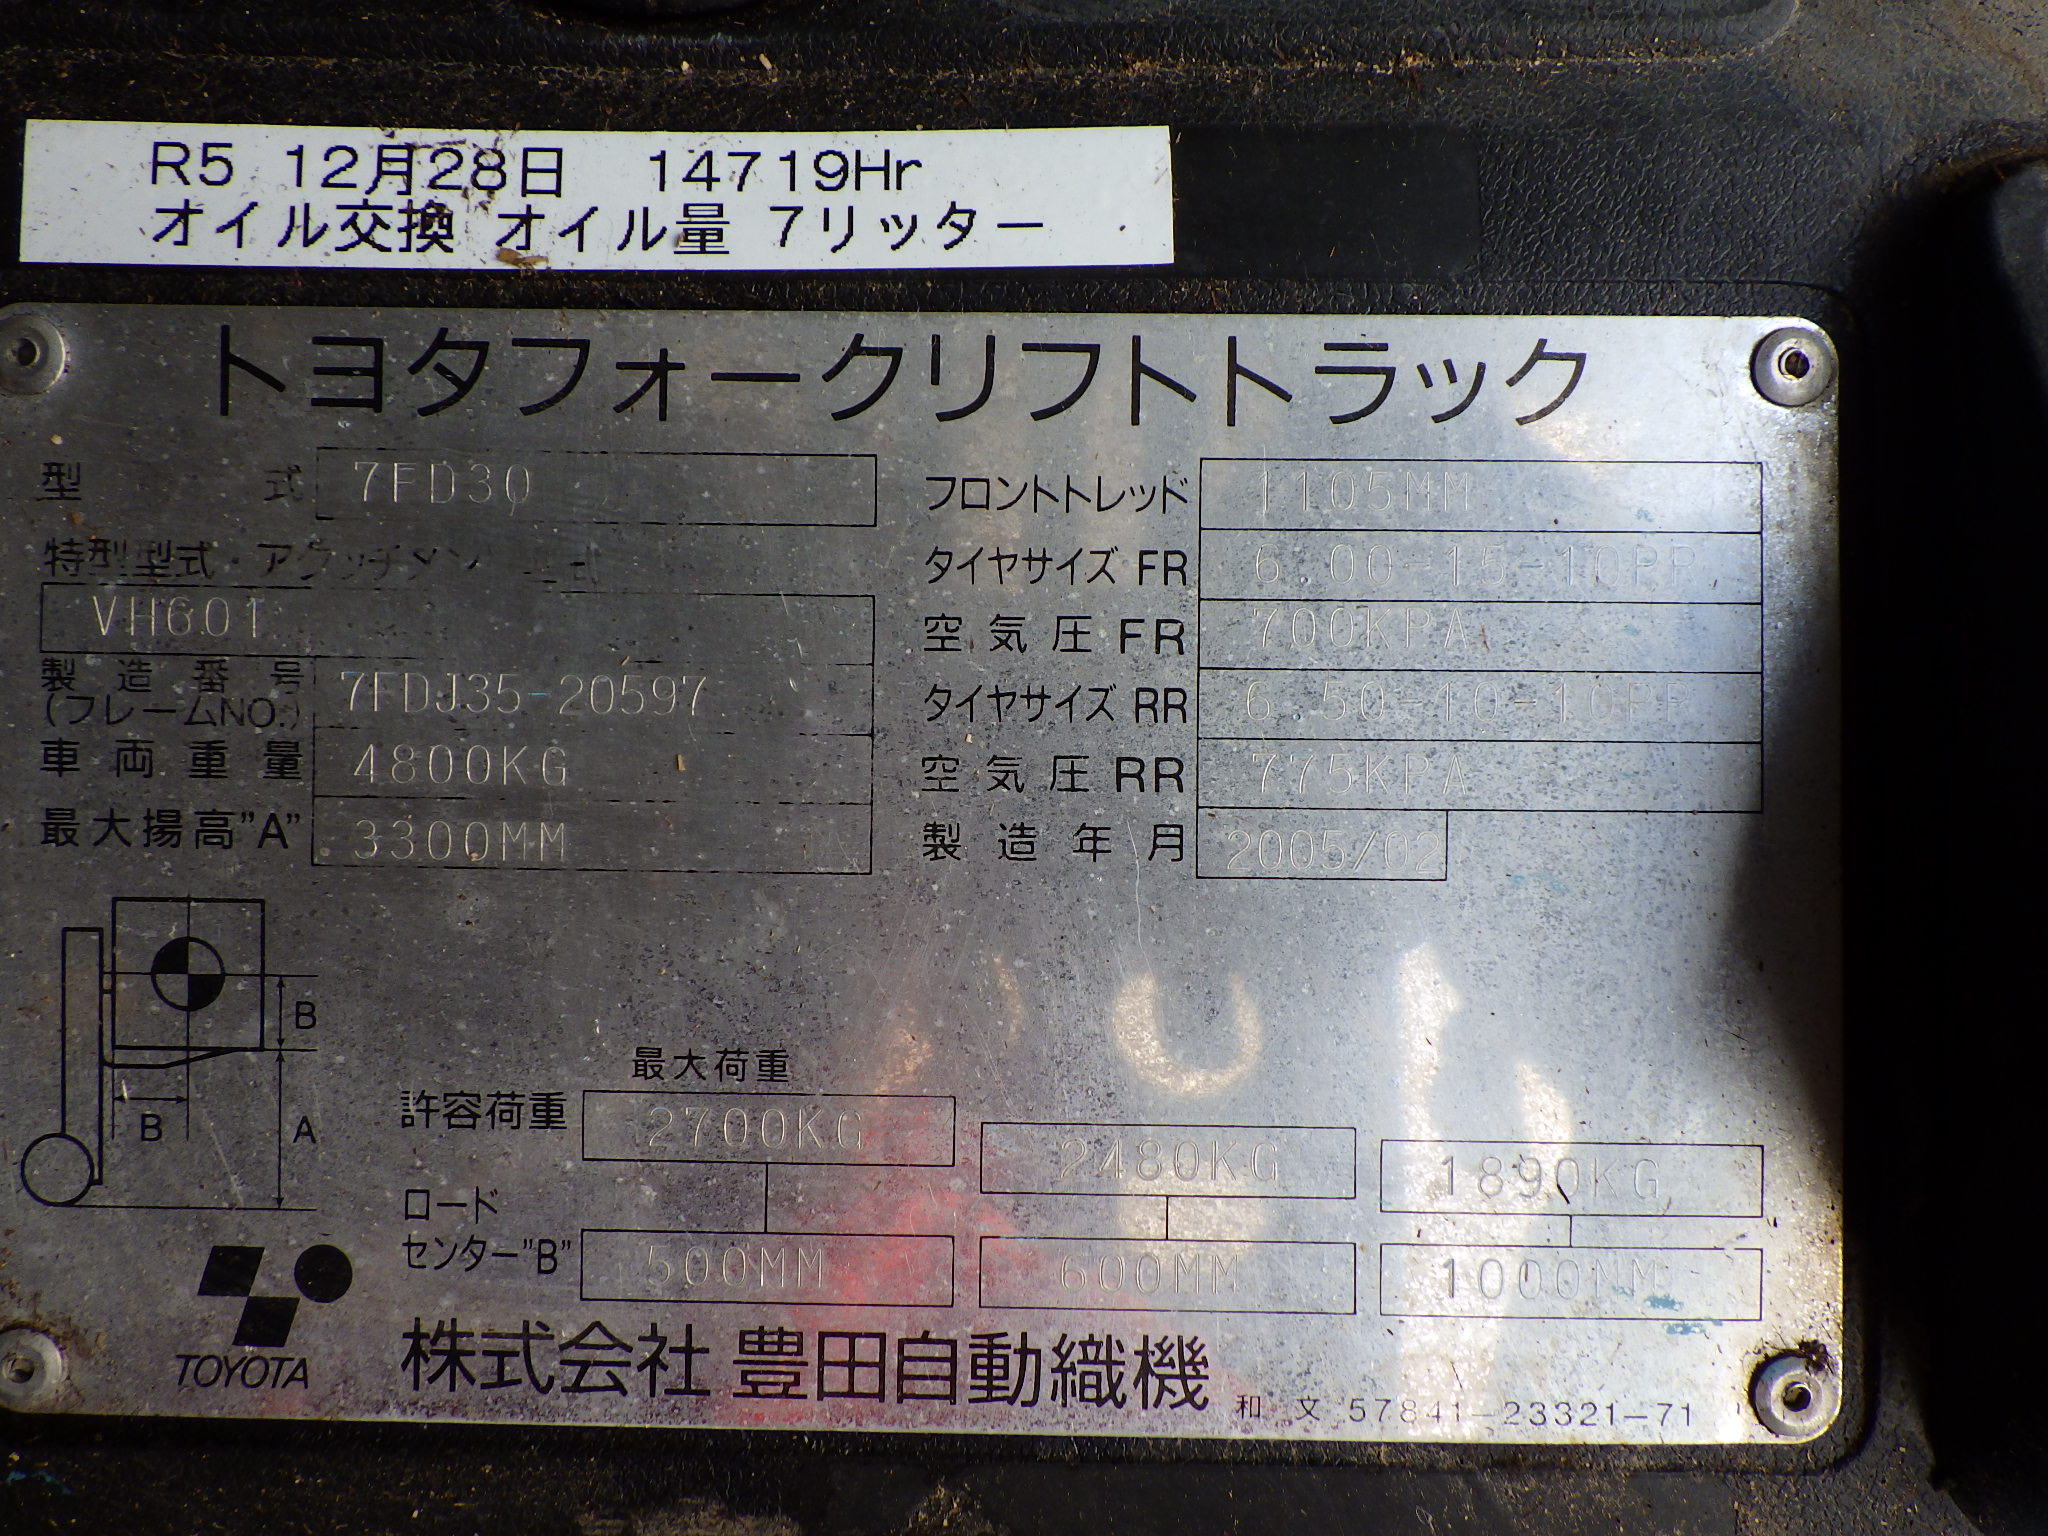 R5 12月28日 14719Hr
オイル交換 オイル量 7リッター
トヨタフォークリフトトラック
型式 7FD30
特型型式・アタッチメント型式
VH601
製造番号 7FDJ35-20597
(フレームNO.)
車両重量 4800KG
最大揚高"A" 3300MM
フロントトレッド 1105MM
タイヤサイズ FR 6.00-15-10PR
空気圧 FR 700KPA
タイヤサイズ RR 6.50-10-10PR
空気圧 RR 775KPA
製造年月 2005/02
B
B
A
最大荷重
許容荷重 2700KG 2480KG 1890KG
ロード
センター"B" 500MM 600MM 1000MM
TOYOTA
株式会社 豊田自動織機
和文 57841-23321-71